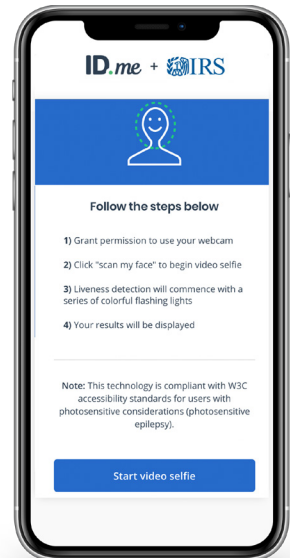 ID.me + IRS
Follow the steps below
1) Grant permission to use your webcam
2) Click "scan my face" to begin video selfie
3) Liveness detection will commence with a
series of colorful flashing lights
4) Your results will be displayed
Note: This technology is compliant with W3C
accessibility standards for users with
photosensitive considerations (photosensitive
epilepsy).
Start video selfie